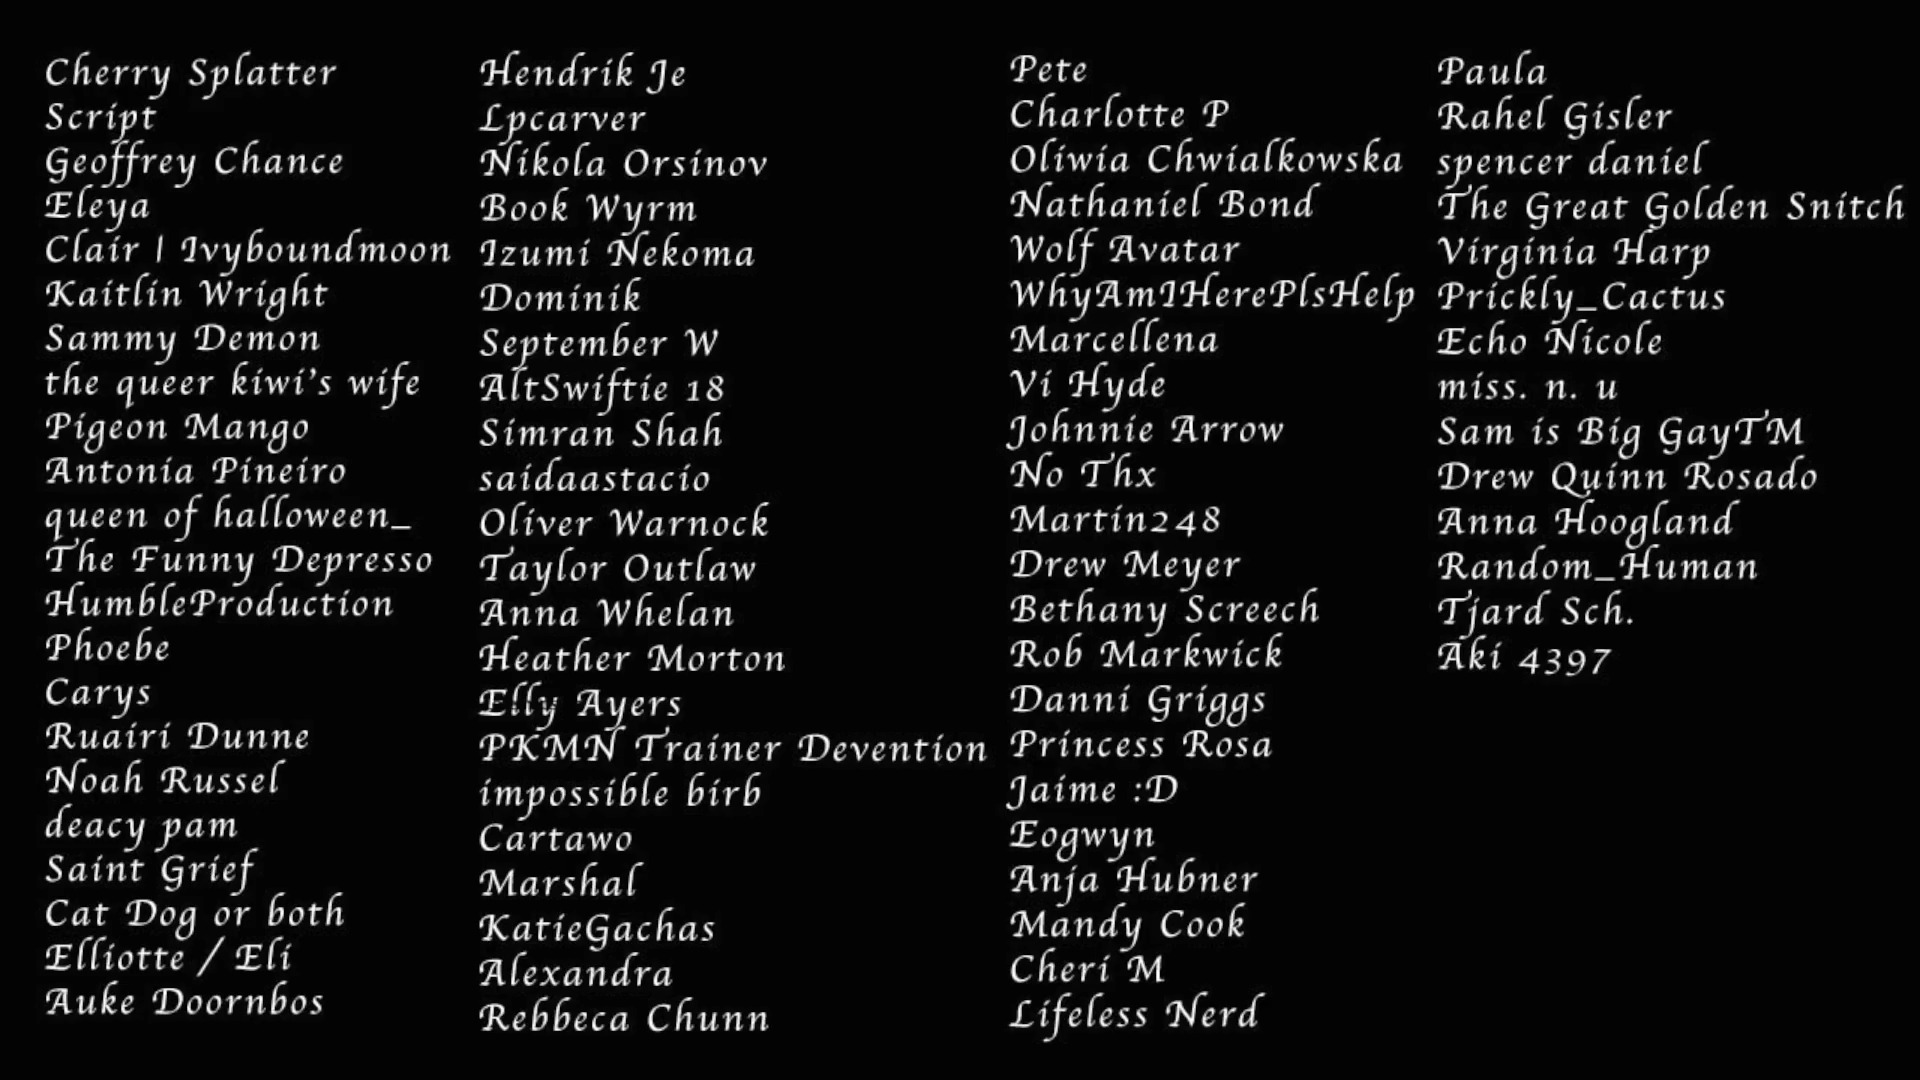 Cherry Splatter
Script
Geoffrey Chance
Eleya
Clair | Ivyboundmoon
Kaitlin Wright
Sammy Demon
the queer kiwi's wife
Pigeon Mango
Antonia Pineiro
queen of halloween_
The Funny Depresso
HumbleProduction
Phoebe
Carys
Ruairi Dunne
Noah Russel
deacy pam
Saint Grief
Cat Dog or both
Elliotte / Eli
Auke Doornbos
Hendrik Je
Lpcarver
Nikola Orsinov
Book Wyrm
Izumi Nekoma
Dominik
September W
AltSwiftie 18
Simran Shah
saidaastacio
Oliver Warnock
Taylor Outlaw
Anna Whelan
Heather Morton
Elly Ayers
PKMN Trainer Devention
impossible birb
Cartawo
Marshal
KatieGachas
Alexandra
Rebbeca Chunn
Pete
Charlotte P
Oliwia Chwialkowska
Nathaniel Bond
Wolf Avatar
WhyAmIHerePlsHelp
Marcellena
Vi Hyde
Johnnie Arrow
No Thx
Martin248
Drew Meyer
Bethany Screech
Rob Markwick
Danni Griggs
Princess Rosa
Jaime :D
Eogwyn
Anja Hubner
Mandy Cook
Cheri M
Lifeless Nerd
Paula
Rahel Gisler
spencer daniel
The Great Golden Snitch
Virginia Harp
Prickly_Cactus
Echo Nicole
miss. n. u
Sam is Big GayTM
Drew Quinn Rosado
Anna Hoogland
Random_Human
Tjard Sch.
Aki 4397